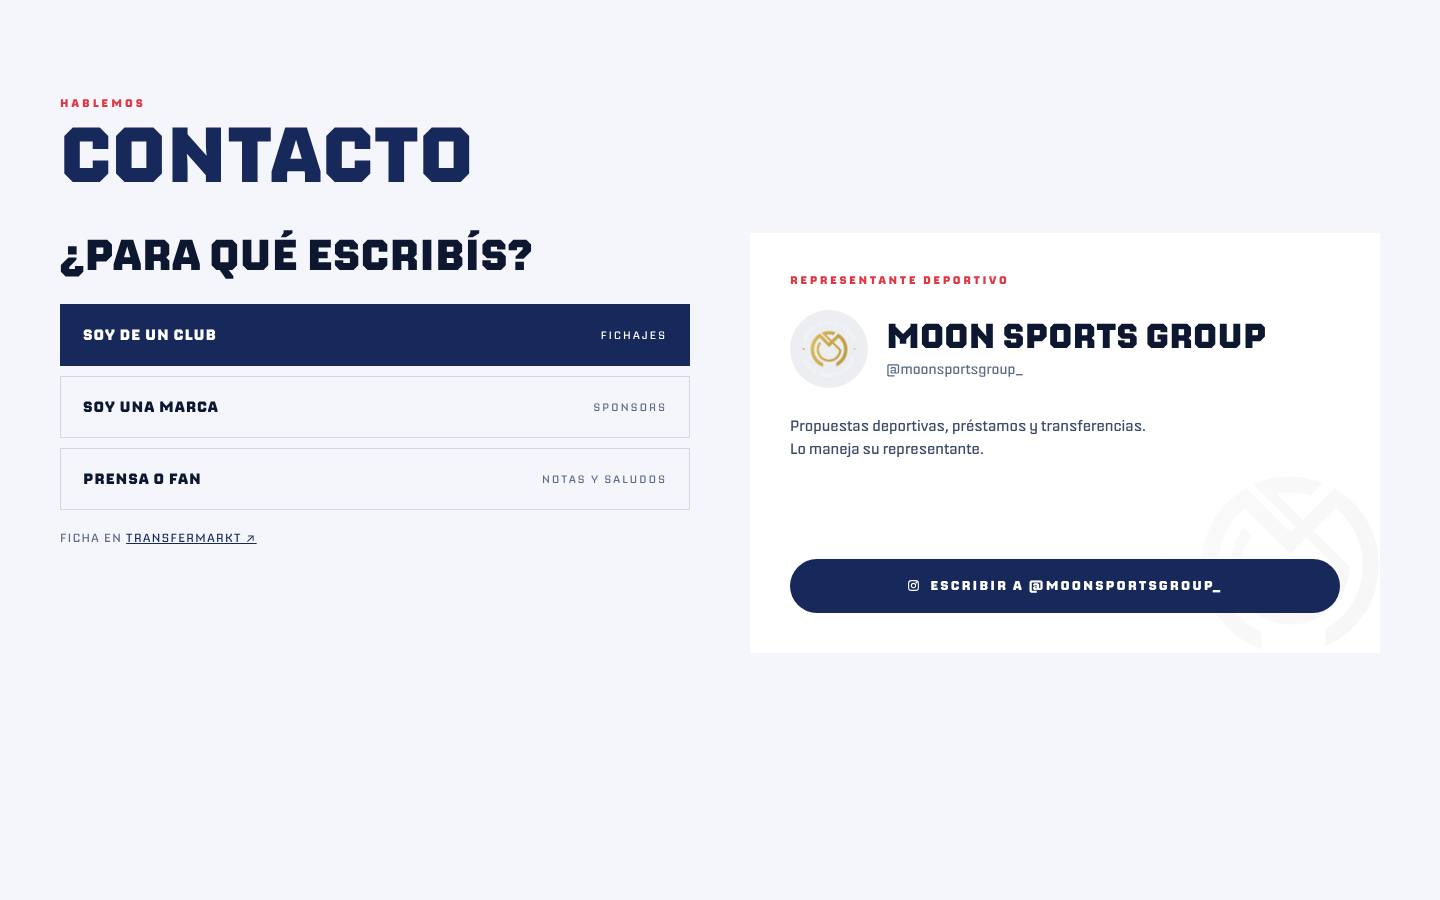 HABLEMOS
CONTACTO
¿PARA QUÉ ESCRIBÍS?
SOY DE UN CLUB FICHAJES
SOY UNA MARCA SPONSORS
PRENSA O FAN NOTAS Y SALUDOS
FICHA EN TRANSFERMARKT ↗
REPRESENTANTE DEPORTIVO
MOON SPORTS GROUP
@moonsportsgroup_
Propuestas deportivas, préstamos y transferencias.
Lo maneja su representante.
ESCRIBIR A @MOONSPORTSGROUP_